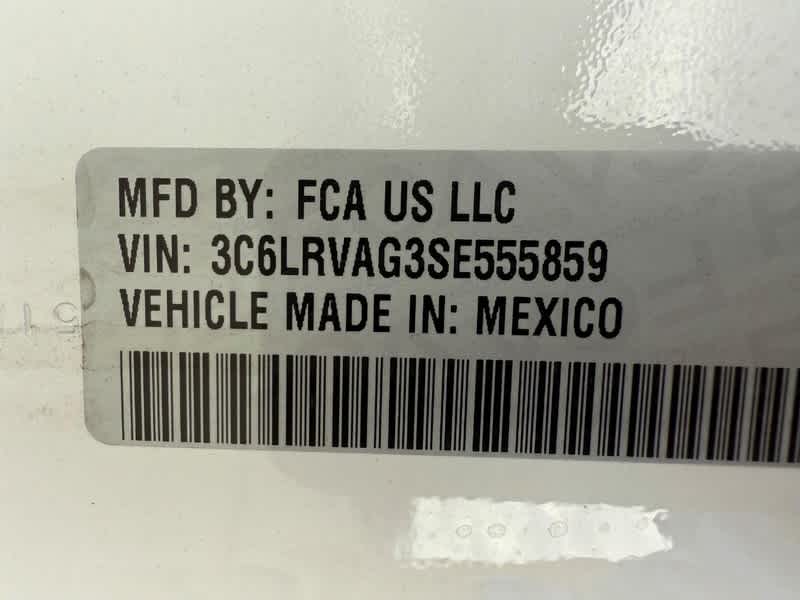 MFD BY: FCA US LLC
VIN: 3C6LRVAG3SE555859
VEHICLE MADE IN: MEXICO